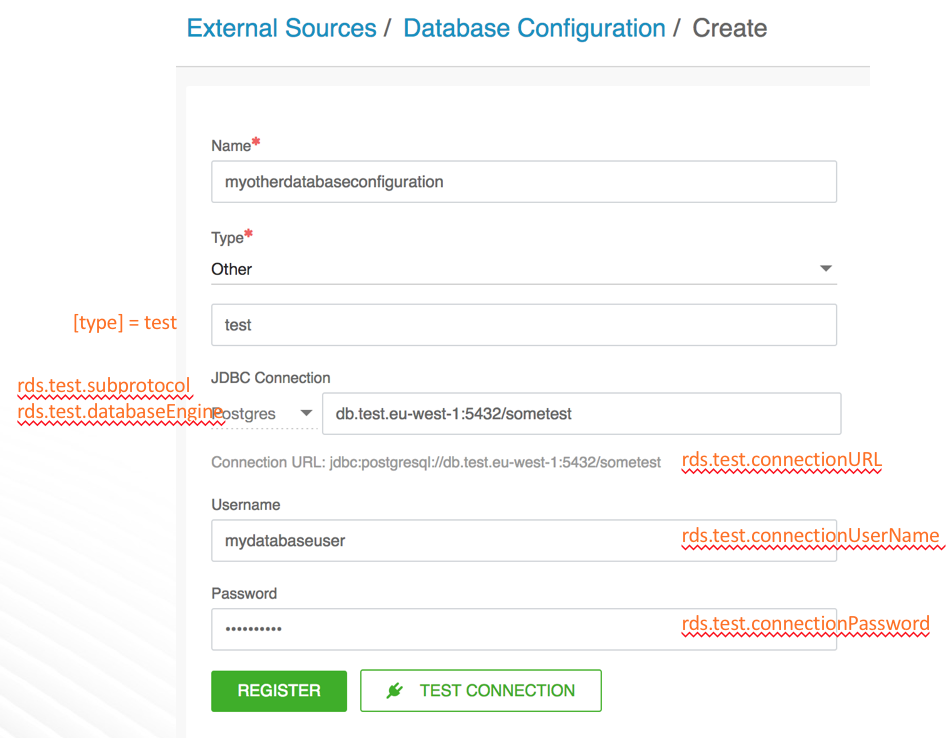 External Sources / Database Configuration / Create
Name*
myotherdatabaseconfiguration
Type*
Other
[type] = test
test
rds.test.subprotocol
JDBC Connection
rds.test.databaseEngine
Postgres
db.test.eu-west-1:5432/sometest
Connection URL: jdbc:postgresql://db.test.eu-west-1:5432/sometest
rds.test.connectionURL
Username
mydatabaseuser
rds.test.connectionUserName
Password
••••••••••
rds.test.connectionPassword
REGISTER
TEST CONNECTION